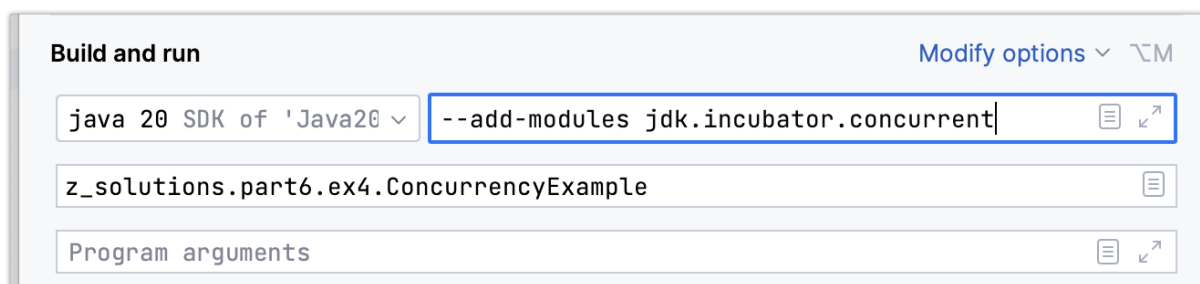 Build and run
Modify options ⌥M
java 20 SDK of 'Java20 --add-modules jdk.incubator.concurrent
z_solutions.part6.ex4.ConcurrencyExample
Program arguments